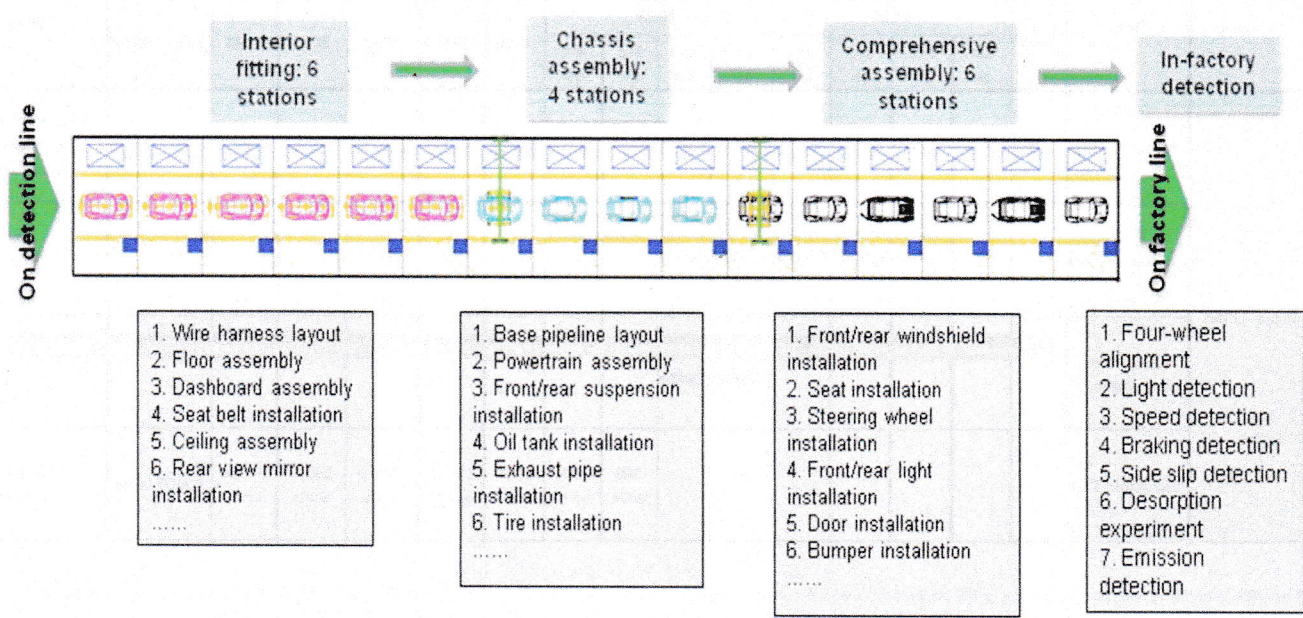 Interior
fitting: 6
stations
Chassis
assembly:
4 stations
Comprehensive
assembly: 6
stations
In-factory
detection
On detection line
On factory line
1. Wire harness layout
2. Floor assembly
3. Dashboard assembly
4. Seat belt installation
5. Ceiling assembly
6. Rear view mirror
installation
......
1. Base pipeline layout
2. Powertrain assembly
3. Front/rear suspension
installation
4. Oil tank installation
5. Exhaust pipe
installation
6. Tire installation
......
1. Front/rear windshield
installation
2. Seat installation
3. Steering wheel
installation
4. Front/rear light
installation
5. Door installation
6. Bumper installation
......
1. Four-wheel
alignment
2. Light detection
3. Speed detection
4. Braking detection
5. Side slip detection
6. Desorption
experiment
7. Emission
detection